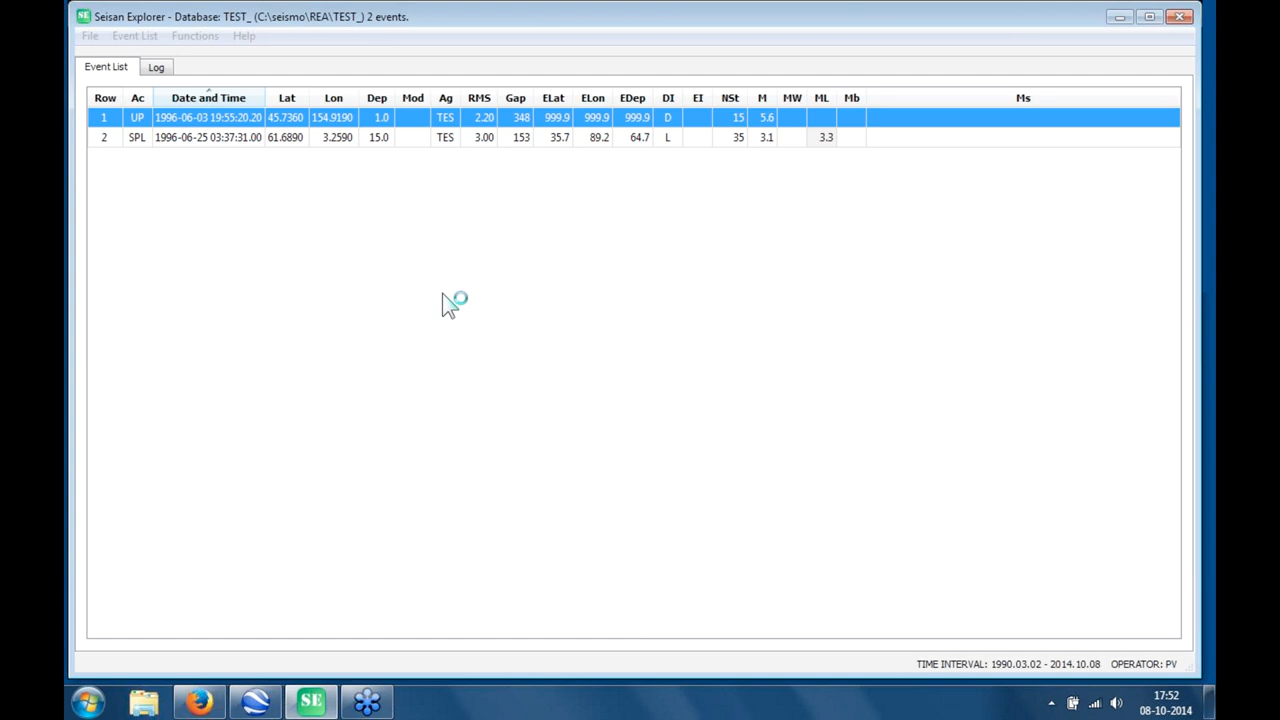 SE Seisan Explorer - Database: TEST_ (C:\seismo\REA\TEST_) 2 events.
File Event List Functions Help
Event List Log
Row Ac Date and Time Lat Lon Dep Mod Ag RMS Gap ELat ELon EDep DI EI NSt M MW ML Mb Ms
1 UP 1996-06-03 19:55:20.20 45.7360 154.9190 1.0 TES 2.20 348 999.9 999.9 999.9 D 15 5.6
2 SPL 1996-06-25 03:37:31.00 61.6890 3.2590 15.0 TES 3.00 153 35.7 89.2 64.7 L 35 3.1 3.3
TIME INTERVAL: 1990.03.02 - 2014.10.08 OPERATOR: PV
SE
17:52
08-10-2014